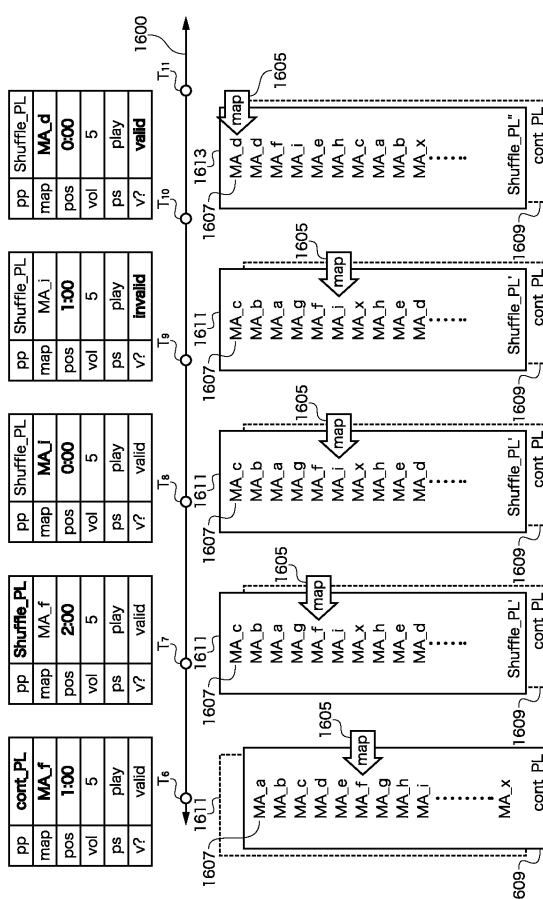 pp cont_PL
map MA_f
pos 1:00
vol 5
ps play
v? valid
pp Shuffle_PL
map MA_f
pos 2:00
vol 5
ps play
v? valid
pp Shuffle_PL
map MA_i
pos 0:00
vol 5
ps play
v? valid
pp Shuffle_PL
map MA_i
pos 1:00
vol 5
ps play
v? invalid
pp Shuffle_PL
map MA_d
pos 0:00
vol 5
ps play
v? valid
T6
T7
T8
T9
T10
T11
1600
1611
1607
1605
MA_a
MA_b
MA_c
MA_d
MA_e
MA_f
map
MA_g
MA_h
MA_i
MA_x
cont_PL
609
1611
1607
1605
MA_c
MA_b
MA_a
MA_g
MA_f
map
MA_i
MA_x
MA_h
MA_e
MA_d
Shuffle_PL'
cont_PL
1609
1611
1607
1605
MA_c
MA_b
MA_a
MA_g
MA_f
MA_i
map
MA_x
MA_h
MA_e
MA_d
Shuffle_PL'
cont_PL
1609
1611
1607
1605
MA_c
MA_b
MA_a
MA_g
MA_f
MA_i
map
MA_x
MA_h
MA_e
MA_d
Shuffle_PL'
cont_PL
1609
1613
1607
1605
MA_d
map
MA_d
MA_f
MA_i
MA_e
MA_h
MA_c
MA_a
MA_b
MA_x
Shuffle_PL"
cont_PL
1609